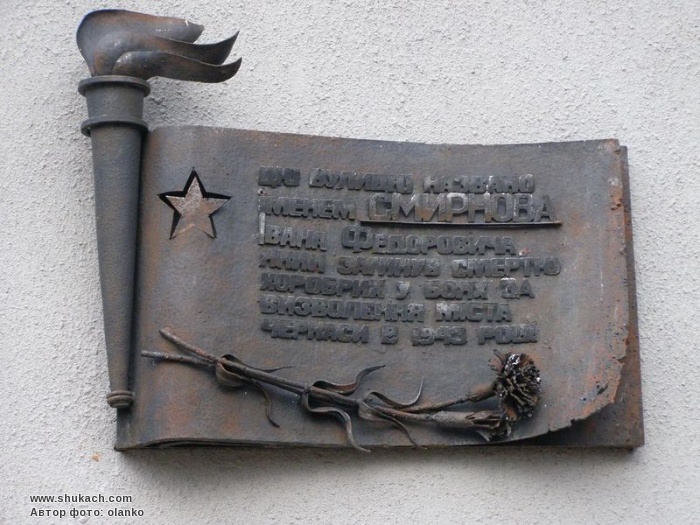 ЦЮ ВУЛИЦЮ НАЗВАНО
ІМЕНЕМ СМИРНОВА
ІВАНА ФЕДОРОВИЧА
ЯКИЙ ЗАГИНУВ СМЕРТЮ
ХОРОБРИХ У БОЯХ ЗА
ВИЗВОЛЕННЯ МІСТА
ЧЕРКАСИ В 1943 РОЦІ
www.shukach.com
Автор фото: olanko